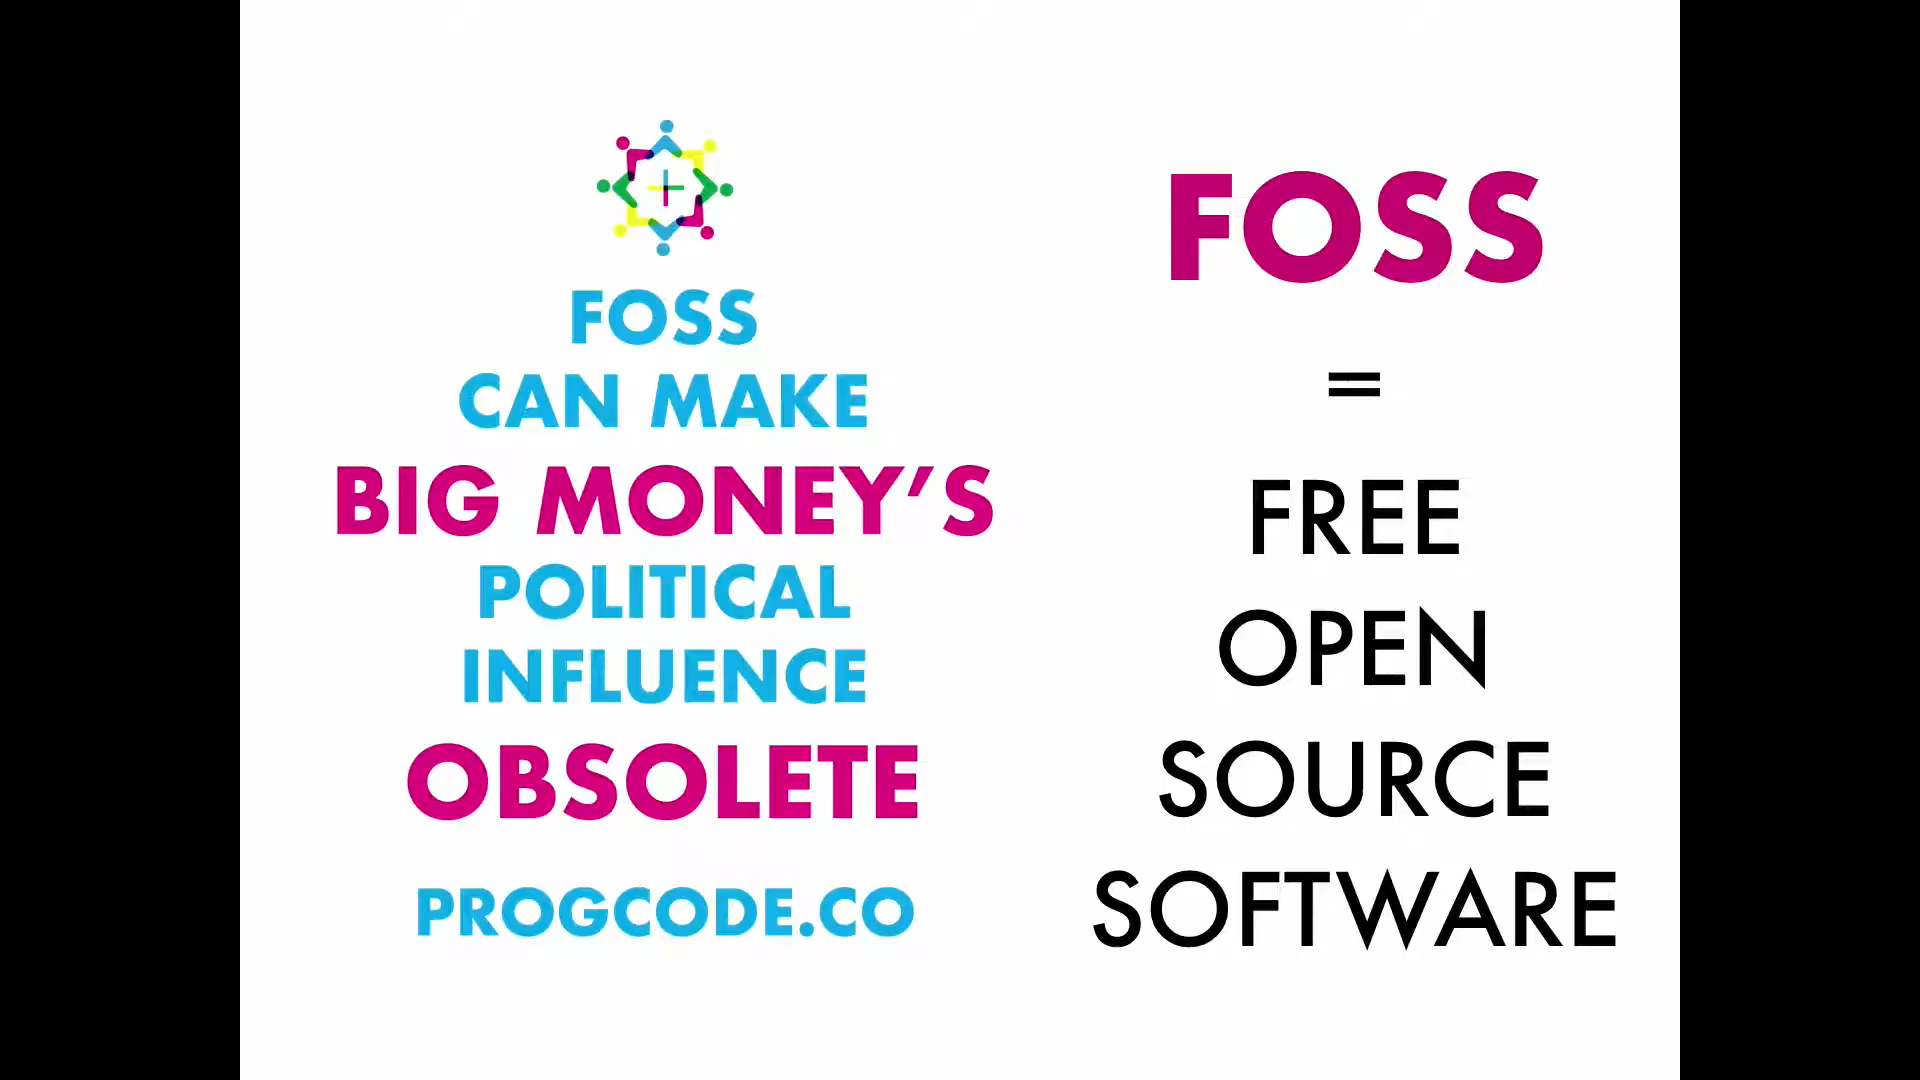 FOSS
CAN MAKE
BIG MONEY’S
POLITICAL
INFLUENCE
OBSOLETE
PROGCODE.CO
FOSS
=
FREE
OPEN
SOURCE
SOFTWARE